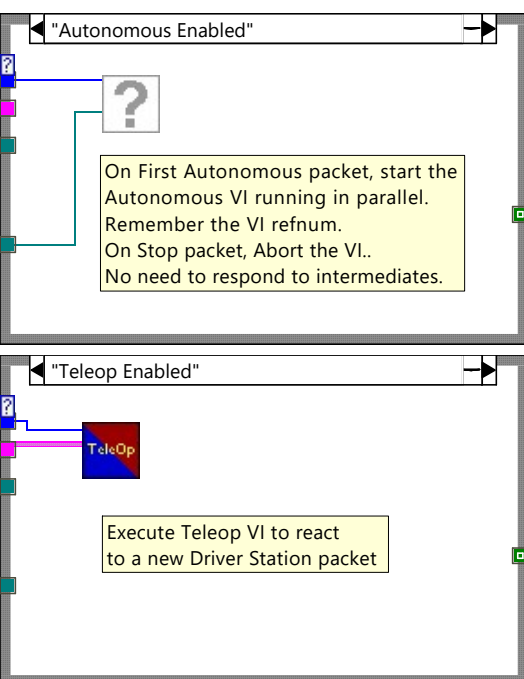 "Autonomous Enabled"
?
?
On First Autonomous packet, start the
Autonomous VI running in parallel.
Remember the VI refnum.
On Stop packet, Abort the VI..
No need to respond to intermediates.
"Teleop Enabled"
?
TeleOp
Execute Teleop VI to react
to a new Driver Station packet